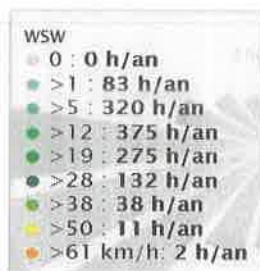 WSW
0 : 0 h/an
>1 : 83 h/an
>5 : 320 h/an
>12 : 375 h/an
>19 : 275 h/an
>28 : 132 h/an
>38 : 38 h/an
>50 : 11 h/an
>61 km/h: 2 h/an